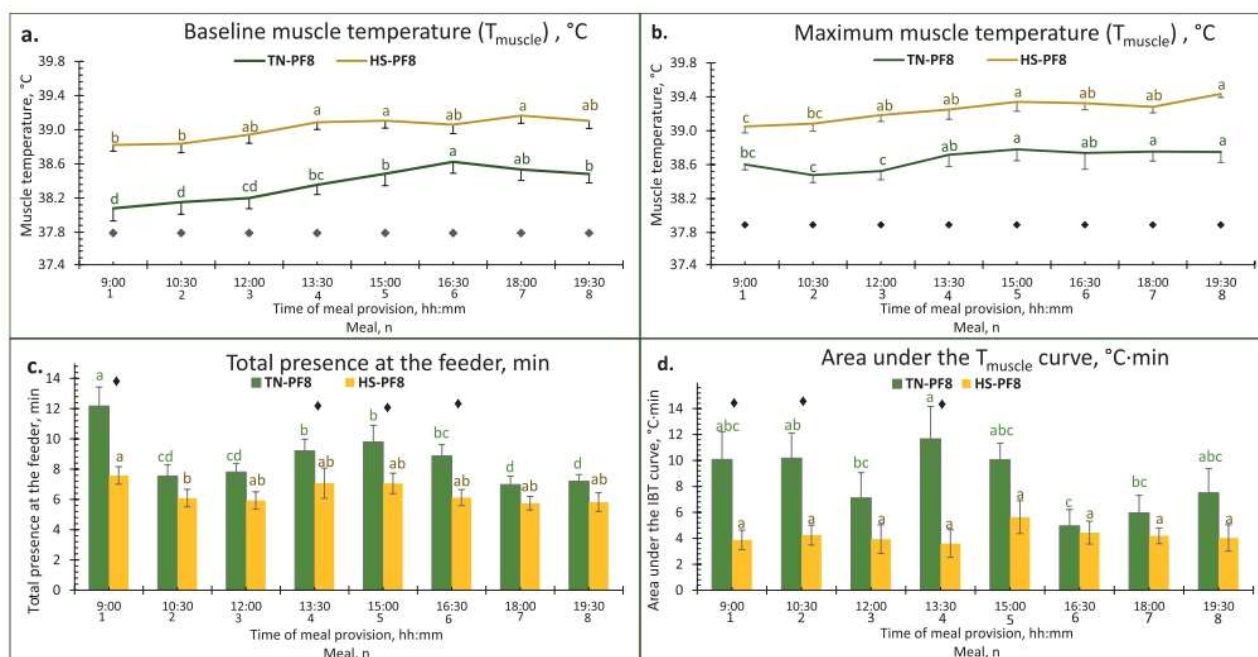 a. Baseline muscle temperature (Tmuscle) , °C
TN-PF8 HS-PF8
Muscle temperature, °C
39.8
39.4
39.0
38.6
38.2
37.8
37.4
b b ab a a ab a ab
d d cd bc b a ab b
9:00 10:30 12:00 13:30 15:00 16:30 18:00 19:30
1 2 3 4 5 6 7 8
Time of meal provision, hh:mm
Meal, n
b. Maximum muscle temperature (Tmuscle), °C
TN-PF8 HS-PF8
Muscle temperature, °C
39.8
39.4
39.0
38.6
38.2
37.8
37.4
c bc ab ab a ab ab a
bc c c ab a ab a a
9:00 10:30 12:00 13:30 15:00 16:30 18:00 19:30
1 2 3 4 5 6 7 8
Time of meal provision, hh:mm
Meal, n
c. Total presence at the feeder, min
TN-PF8 HS-PF8
Total presence at the feeder, min
14
12
10
8
6
4
2
0
a cd cd b b bc d d
a b ab ab ab ab ab ab
9:00 10:30 12:00 13:30 15:00 16:30 18:00 19:30
1 2 3 4 5 6 7 8
Time of meal provision, hh:mm
Meal, n
d. Area under the Tmuscle curve, °C·min
TN-PF8 HS-PF8
Area under the IBT curve, °C·min
14
12
10
8
6
4
2
0
abc ab bc a abc c bc abc
a a a a a a a a
9:00 10:30 12:00 13:30 15:00 16:30 18:00 19:30
1 2 3 4 5 6 7 8
Time of meal provision, hh:mm
Meal, n